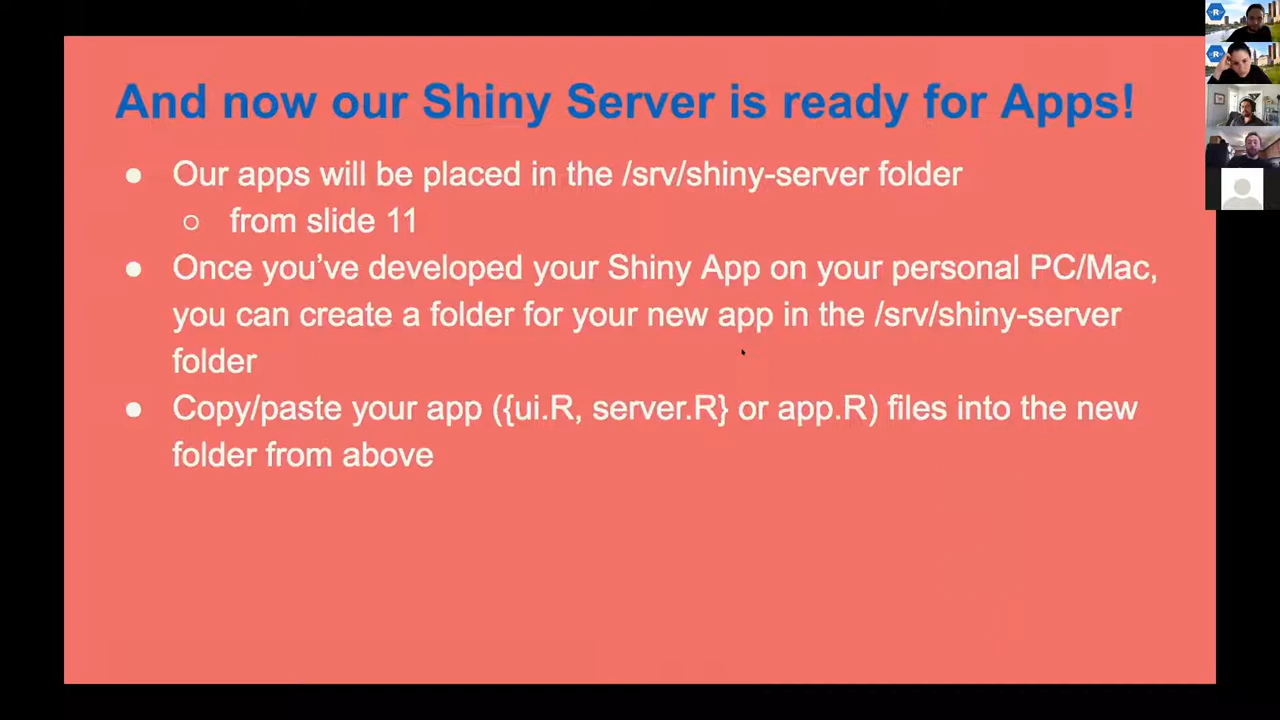 And now our Shiny Server is ready for Apps!
● Our apps will be placed in the /srv/shiny-server folder
○ from slide 11
● Once you’ve developed your Shiny App on your personal PC/Mac,
you can create a folder for your new app in the /srv/shiny-server
folder
● Copy/paste your app ({ui.R, server.R} or app.R) files into the new
folder from above
R
R